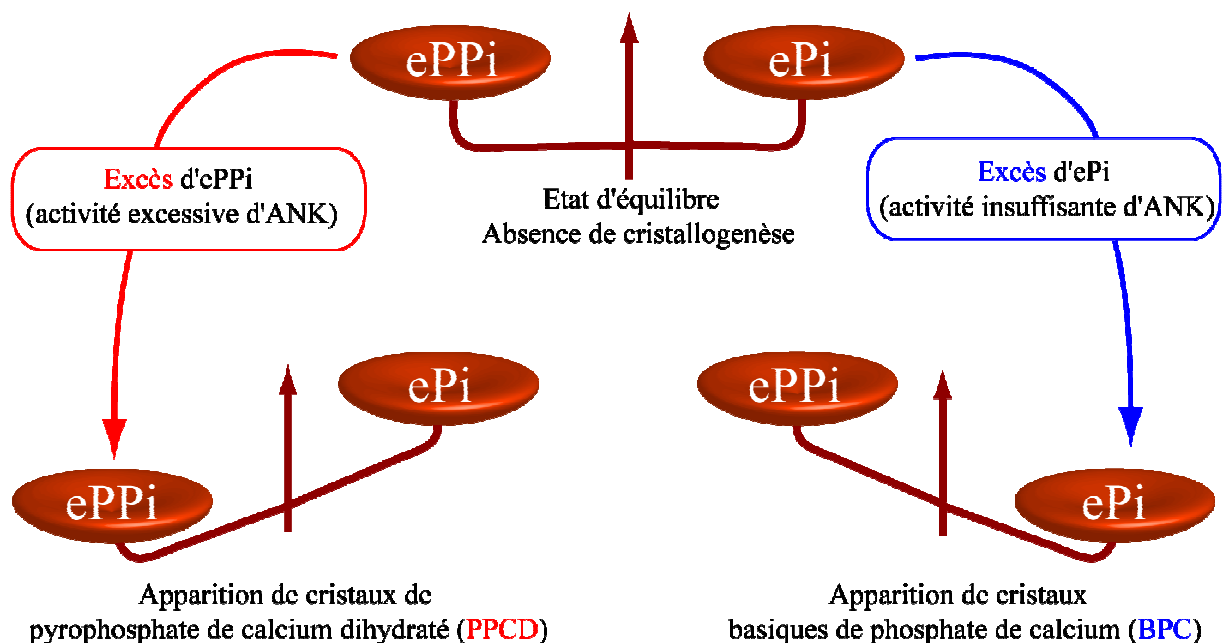 ePPi
ePi
Excès d'ePPi
(activité excessive d'ANK)
Etat d'équilibre
Absence de cristallogenèse
Excès d'ePi
(activité insuffisante d'ANK)
ePPi
ePi
ePPi
ePi
Apparition de cristaux de
pyrophosphate de calcium dihydraté (PPCD)
Apparition de cristaux
basiques de phosphate de calcium (BPC)